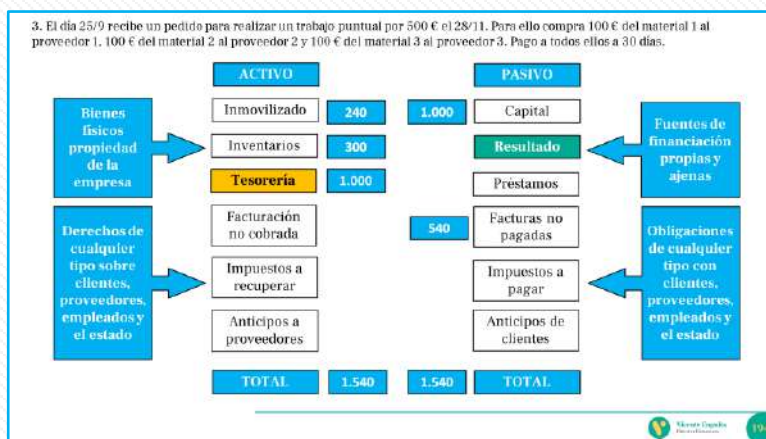 3. El día 25/9 recibe un pedido para realizar un trabajo puntual por 500 € el 28/11. Para ello compra 100 € del material 1 al
proveedor 1, 100 € del material 2 al proveedor 2 y 100 € del material 3 al proveedor 3. Pago a todos ellos a 30 días.
ACTIVO
PASIVO
Bienes
físicos
propiedad
de la
empresa
Inmovilizado
240
1.000
Capital
Inventarios
300
Resultado
Tesorería
1.000
Préstamos
Fuentes de
financiación
propias y
ajenas
Derechos de
cualquier
tipo sobre
clientes,
proveedores,
empleados y
el estado
Facturación
no cobrada
540
Facturas no
pagadas
Impuestos a
recuperar
Impuestos a
pagar
Anticipos a
proveedores
Anticipos de
clientes
Obligaciones
de cualquier
tipo con
clientes,
proveedores,
empleados y
el estado
TOTAL
1.540
1.540
TOTAL
Vicente